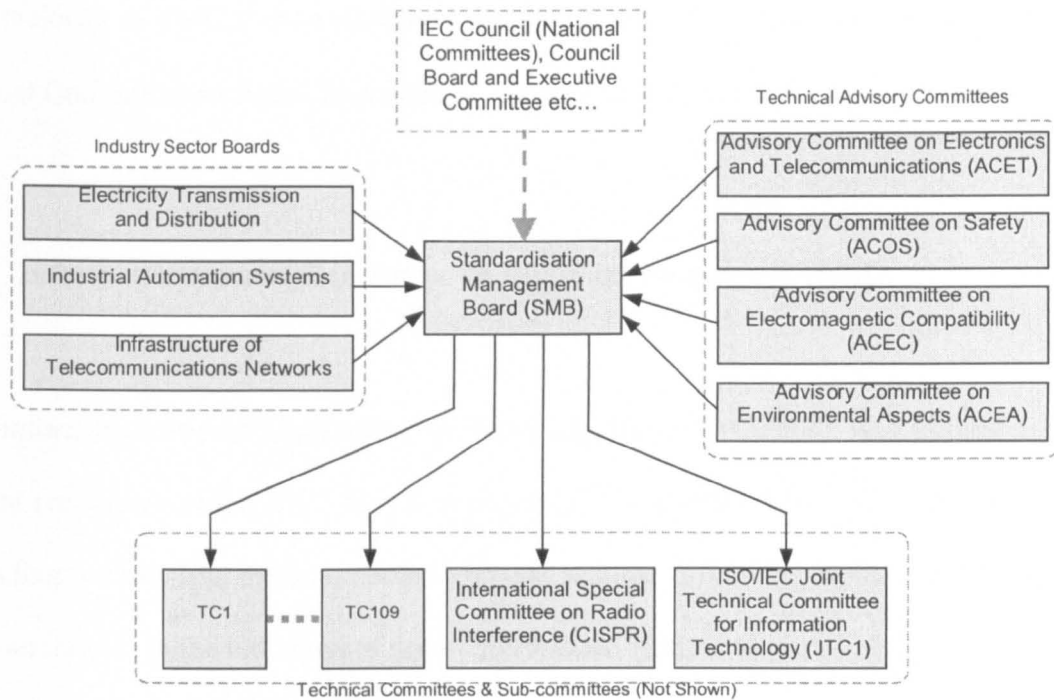 IEC Council (National
Committees), Council
Board and Executive
Committee etc…
Industry Sector Boards
Electricity Transmission
and Distribution
Industrial Automation Systems
Infrastructure of
Telecommunications Networks
Standardisation
Management
Board (SMB)
Technical Advisory Committees
Advisory Committee on Electronics
and Telecommunications (ACET)
Advisory Committee on Safety
(ACOS)
Advisory Committee on
Electromagnetic Compatibility
(ACEC)
Advisory Committee on
Environmental Aspects (ACEA)
TC1
TC109
International Special
Committee on Radio
Interference (CISPR)
ISO/IEC Joint
Technical Committee
for Information
Technology (JTC1)
Technical Committees & Sub-committees (Not Shown)